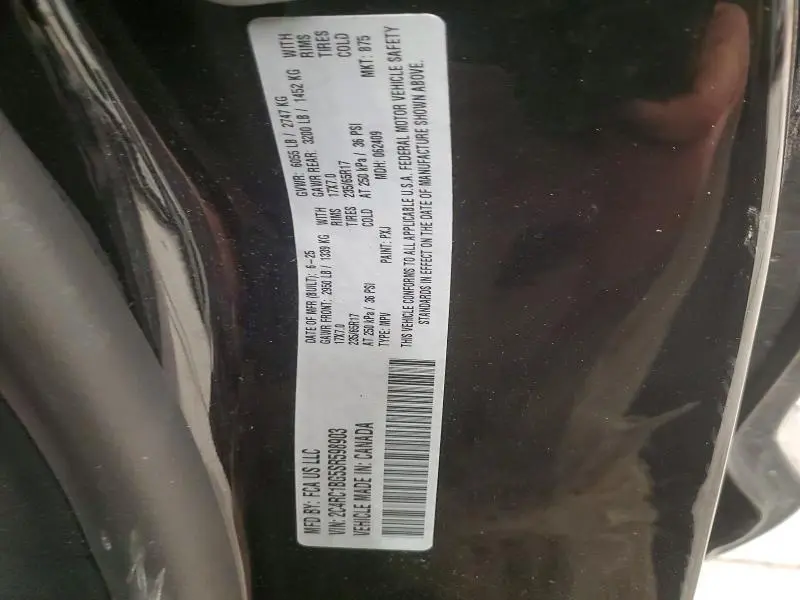 MFD BY: FCA US LLC
VIN: 2C4RC1BG5SR598903
VEHICLE MADE IN: CANADA
DATE OF MFR (BUILT): 6-25 GVWR: 6055 LB / 2747 KG
GAWR FRONT: 2950 LB / 1339 KG WITH GAWR REAR: 3200 LB / 1452 KG WITH
17X7.0 RIMS 17X7.0 RIMS
235/65R17 TIRES 235/65R17 TIRES
AT 250 kPa / 36 PSI COLD AT 250 kPa / 36 PSI COLD
TYPE: MPV PAINT: PXJ MDH: 062409 MKT: 875
THIS VEHICLE CONFORMS TO ALL APPLICABLE U.S.A. FEDERAL MOTOR VEHICLE SAFETY
STANDARDS IN EFFECT ON THE DATE OF MANUFACTURE SHOWN ABOVE.